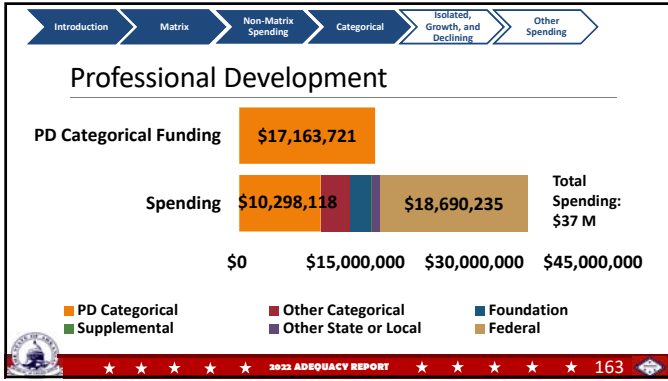 Introduction
Matrix
Non-Matrix
Spending
Categorical
Isolated,
Growth, and
Declining
Other
Spending
Professional Development
PD Categorical Funding
$17,163,721
Spending
$10,298,118
$18,690,235
Total
Spending:
$37 M
$0 $15,000,000 $30,000,000 $45,000,000
PD Categorical Other Categorical Foundation
Supplemental Other State or Local Federal
2022 ADEQUACY REPORT
163